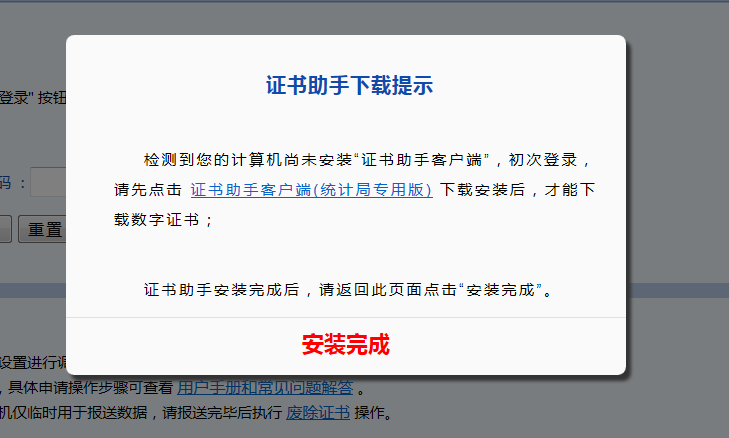 证书助手下载提示
登录" 按钮
检测到您的计算机尚未安装“证书助手客户端”，初次登录，
请先点击 证书助手客户端(统计局专用版) 下载安装后，才能下
载数字证书；
码：
重置
证书助手安装完成后，请返回此页面点击“安装完成”。
安装完成
设置进行
，具体申请操作步骤可查看 用户手册和常见问题解答 。
机仅临时用于报送数据，请报送完毕后执行 废除证书 操作。